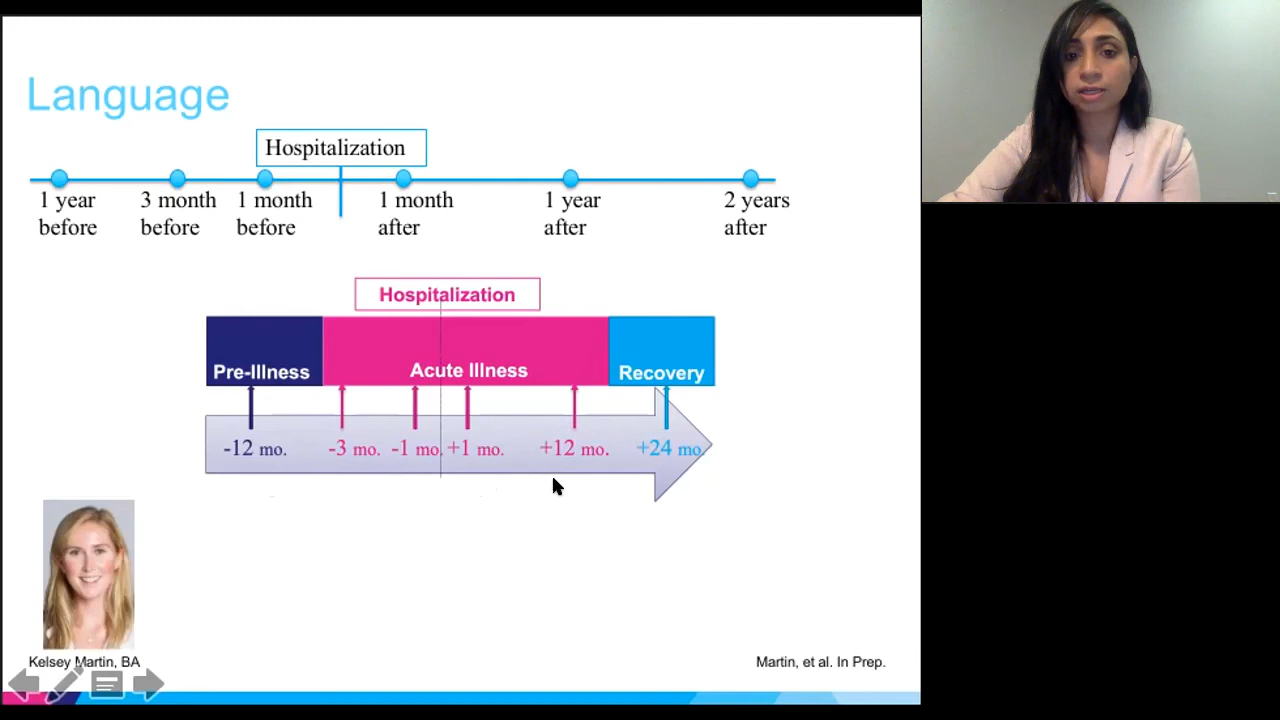 Language
Hospitalization
1 year
before
3 month
before
1 month
before
1 month
after
1 year
after
2 years
after
Hospitalization
Pre-Illness
Acute Illness
Recovery
-12 mo.
-3 mo.
-1 mo.
+1 mo.
+12 mo.
+24 mo.
Kelsey Martin, BA
Martin, et al. In Prep.